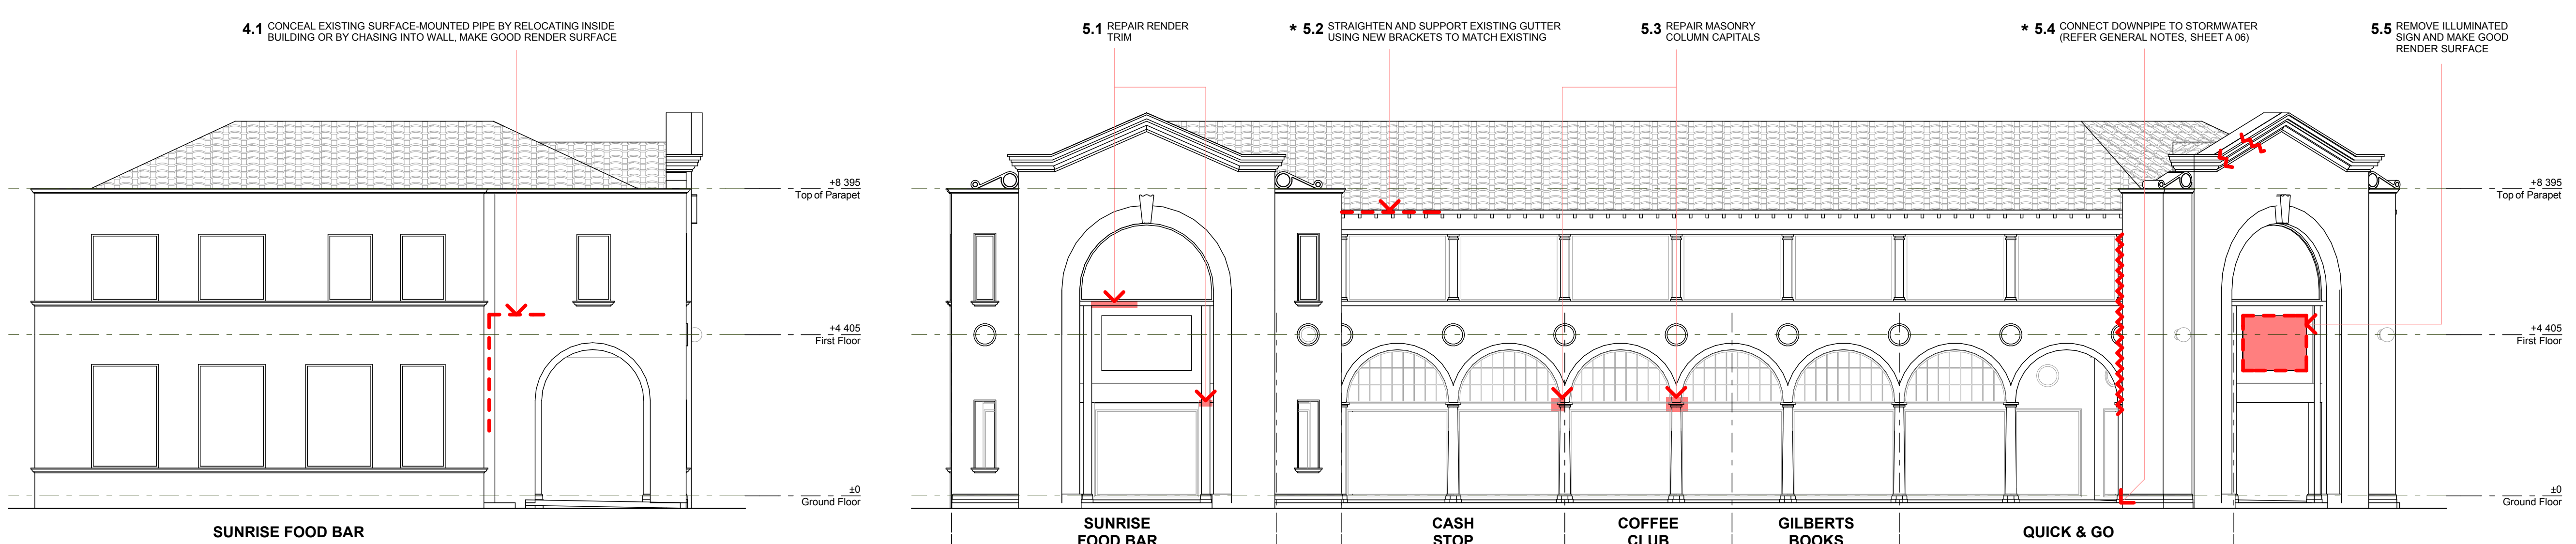 4.1 CONCEAL EXISTING SURFACE-MOUNTED PIPE BY RELOCATING INSIDE
BUILDING OR BY CHASING INTO WALL, MAKE GOOD RENDER SURFACE
5.1 REPAIR RENDER
TRIM
* 5.2 STRAIGHTEN AND SUPPORT EXISTING GUTTER
USING NEW BRACKETS TO MATCH EXISTING
5.3 REPAIR MASONRY
COLUMN CAPITALS
* 5.4 CONNECT DOWNPIPE TO STORMWATER
(REFER GENERAL NOTES, SHEET A 06)
5.5 REMOVE ILLUMINATED
SIGN AND MAKE GOOD
RENDER SURFACE
+8 395
Top of Parapet
+4 405
First Floor
±0
Ground Floor
+8 395
Top of Parapet
+4 405
First Floor
±0
Ground Floor
SUNRISE FOOD BAR
SUNRISE
FOOD BAR
CASH
STOP
COFFEE
CLUB
GILBERTS
BOOKS
QUICK & GO